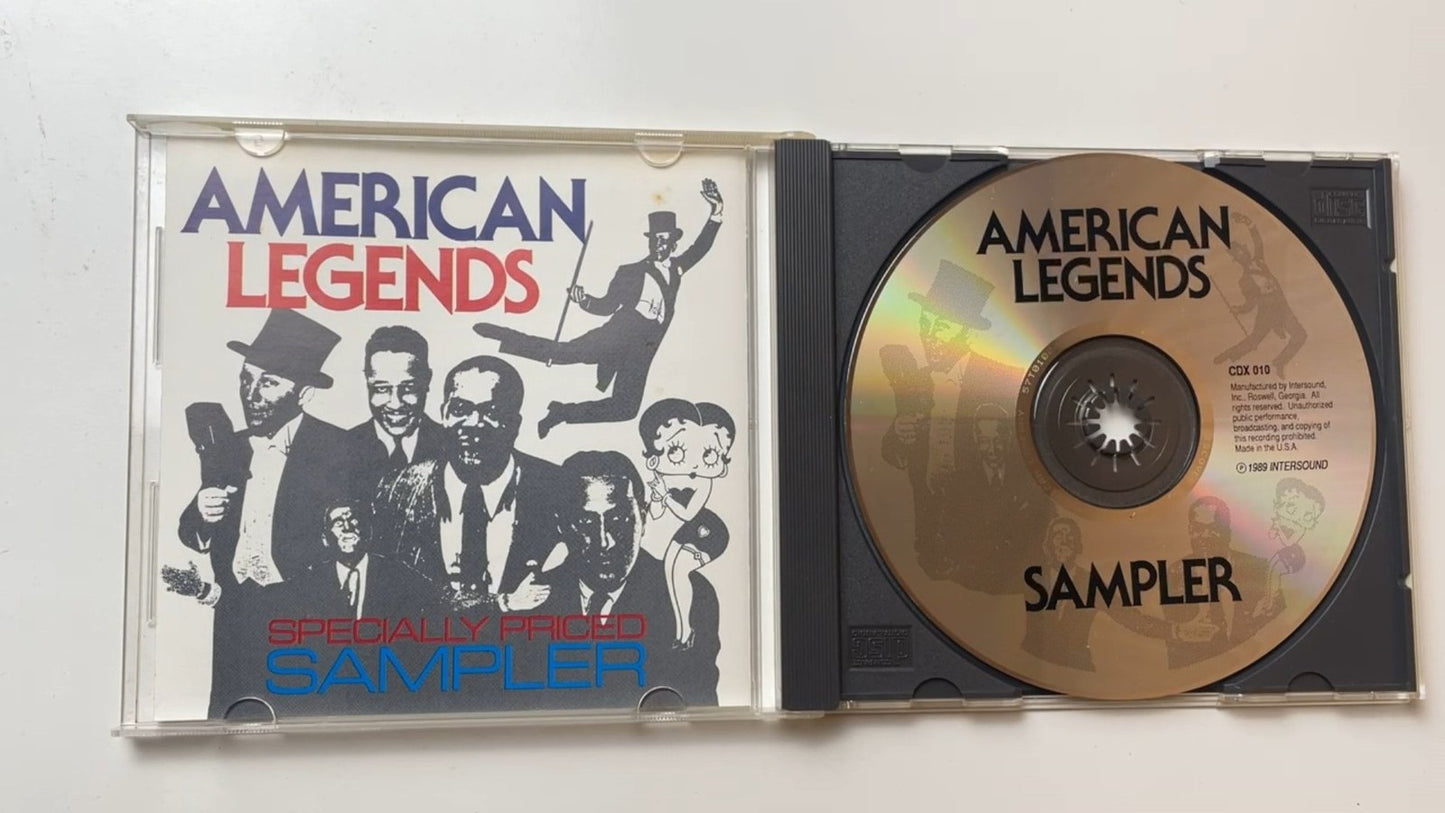 AMERICAN
LEGENDS
SPECIALLY PRICED
SAMPLER
AMERICAN
LEGENDS
CDX 010
Manufactured by Intersound,
Inc., Roswell, Georgia. All
rights reserved. Unauthorized
public performance,
broadcasting, and copying of
this recording prohibited.
Made in the U.S.A.
Ⓟ 1989 INTERSOUND
SAMPLER